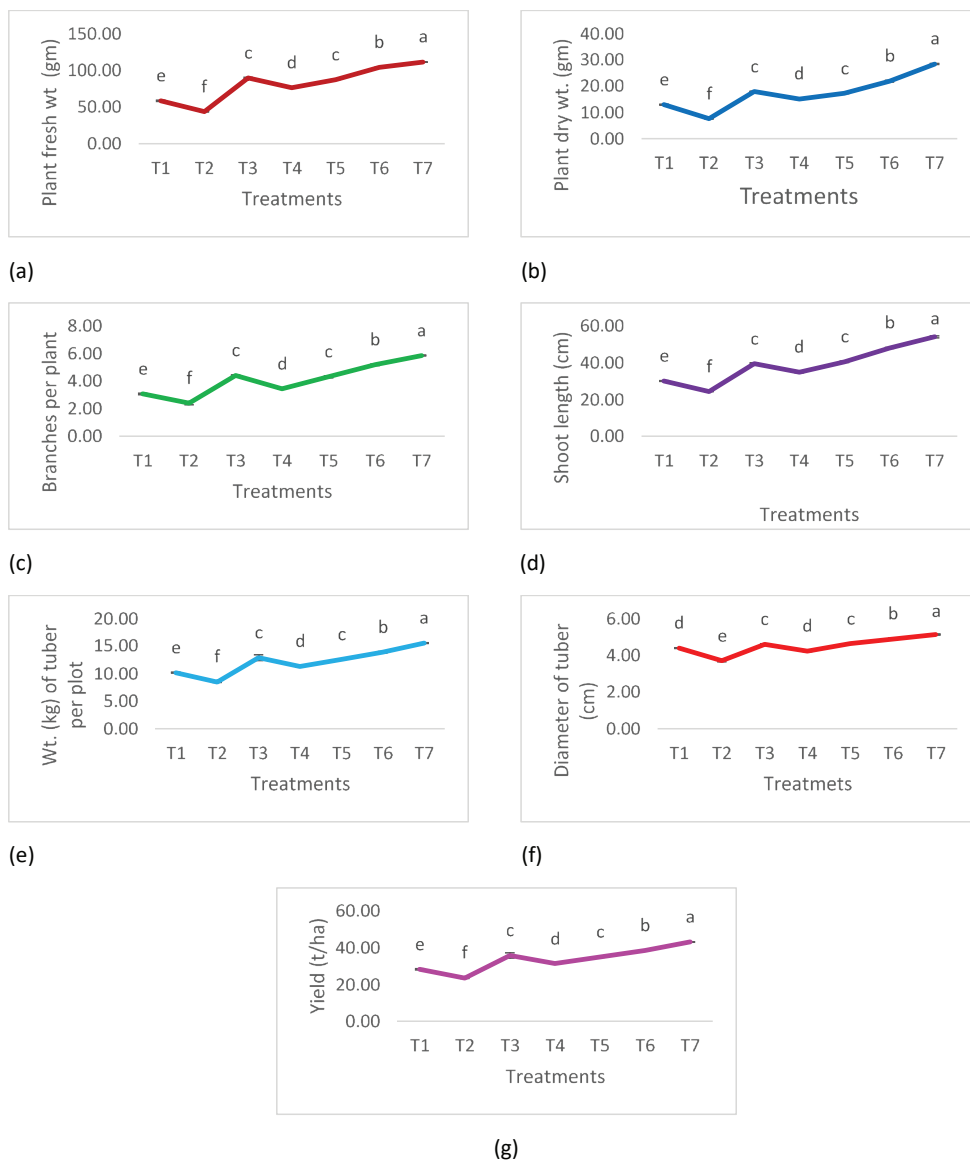 150.00
100.00
50.00
0.00
Plant fresh wt (gm)
e f c d c b a
T1 T2 T3 T4 T5 T6 T7
Treatments
(a)
40.00
30.00
20.00
10.00
0.00
Plant dry wt. (gm)
e f c d c b a
T1 T2 T3 T4 T5 T6 T7
Treatments
(b)
8.00
6.00
4.00
2.00
0.00
Branches per plant
e f c d c b a
T1 T2 T3 T4 T5 T6 T7
Treatments
(c)
60.00
40.00
20.00
0.00
Shoot length (cm)
e f c d c b a
T1 T2 T3 T4 T5 T6 T7
Treatments
(d)
20.00
15.00
10.00
5.00
0.00
Wt. (kg) of tuber
per plot
e f c d c b a
T1 T2 T3 T4 T5 T6 T7
Treatments
(e)
6.00
4.00
2.00
0.00
Diameter of tuber
(cm)
d e c d c b a
T1 T2 T3 T4 T5 T6 T7
Treatmets
(f)
60.00
40.00
20.00
0.00
Yield (t/ha)
e f c d c b a
T1 T2 T3 T4 T5 T6 T7
Treatments
(g)